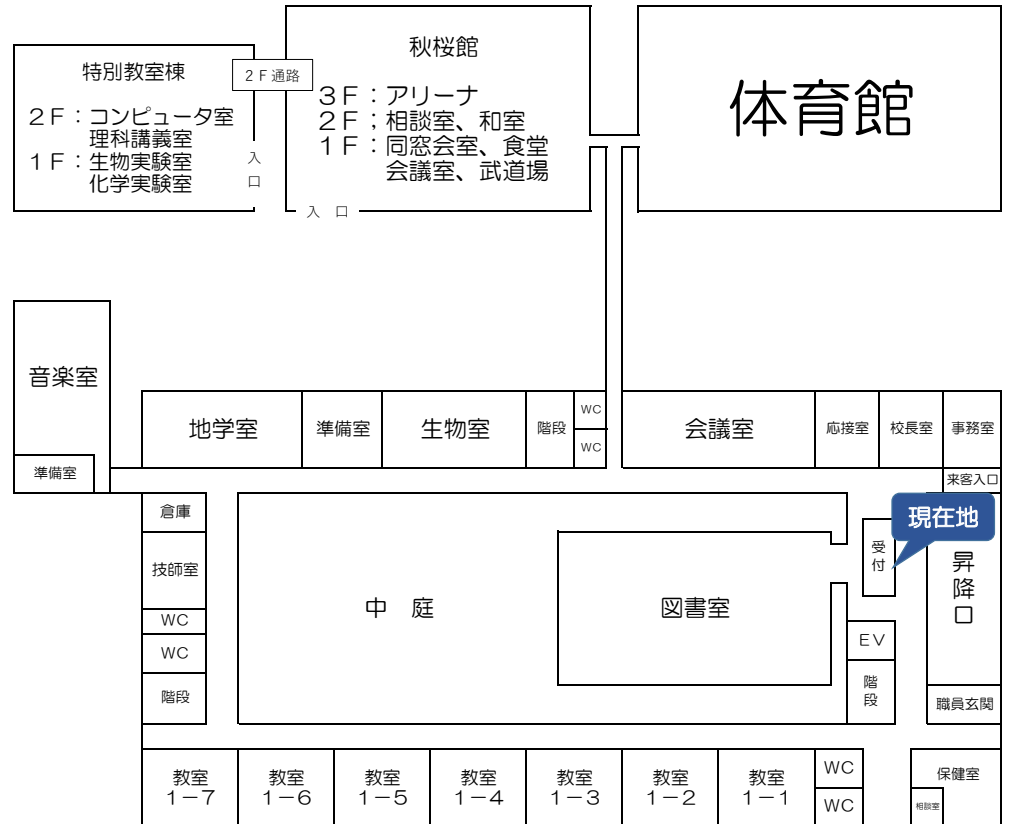 特別教室棟
2F:コンピュータ室
理科講義室
1F:生物実験室
化学実験室
入
口
2F通路
秋桜館
3F:アリーナ
2F;相談室、和室
1F:同窓会室、食堂
会議室、武道場
入 口
体育館
音楽室
準備室
地学室
準備室
生物室
階段
WC
WC
会議室
応接室
校長室
事務室
来客入口
現在地
受
付
昇
降
口
倉庫
技師室
WC
WC
階段
中 庭
図書室
EV
階
段
職員玄関
教室
1-7
教室
1-6
教室
1-5
教室
1-4
教室
1-3
教室
1-2
教室
1-1
WC
WC
保健室
相談室